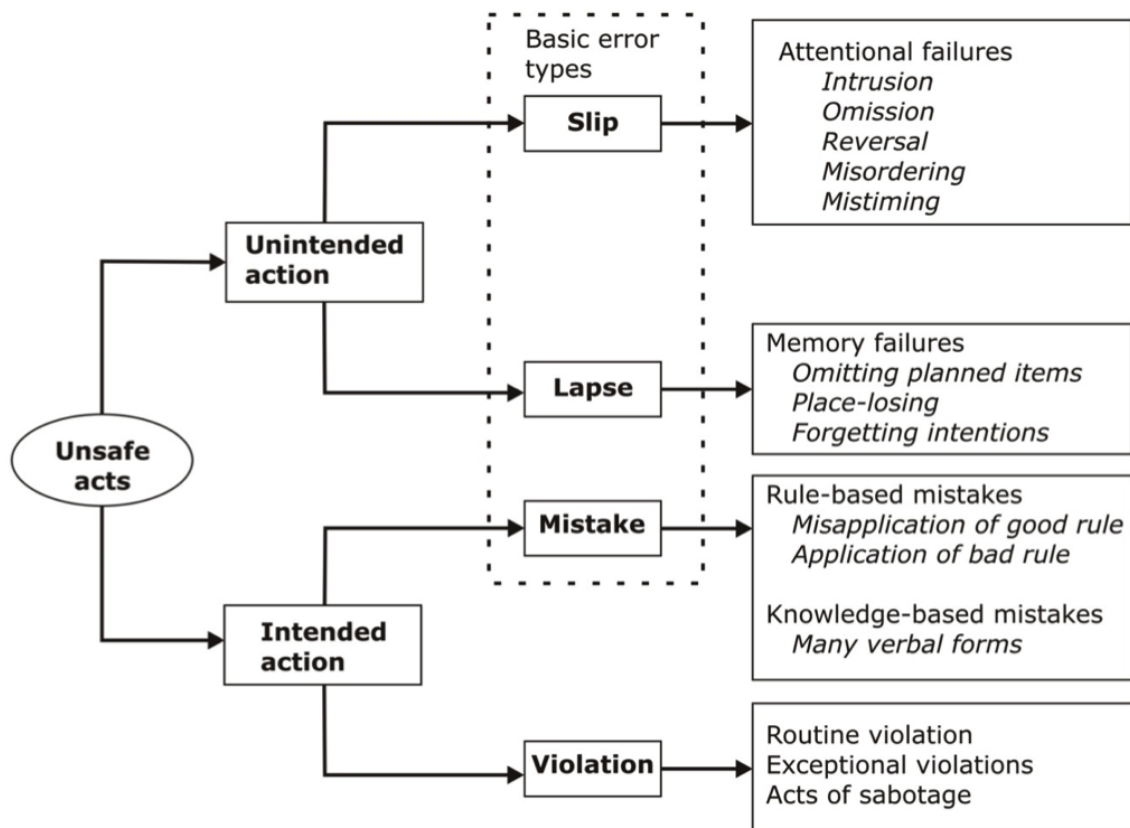 Basic error
types
Slip
Attentional failures
Intrusion
Omission
Reversal
Misordering
Mistiming
Unintended
action
Lapse
Memory failures
Omitting planned items
Place-losing
Forgetting intentions
Unsafe
acts
Mistake
Rule-based mistakes
Misapplication of good rule
Application of bad rule
Knowledge-based mistakes
Many verbal forms
Intended
action
Violation
Routine violation
Exceptional violations
Acts of sabotage